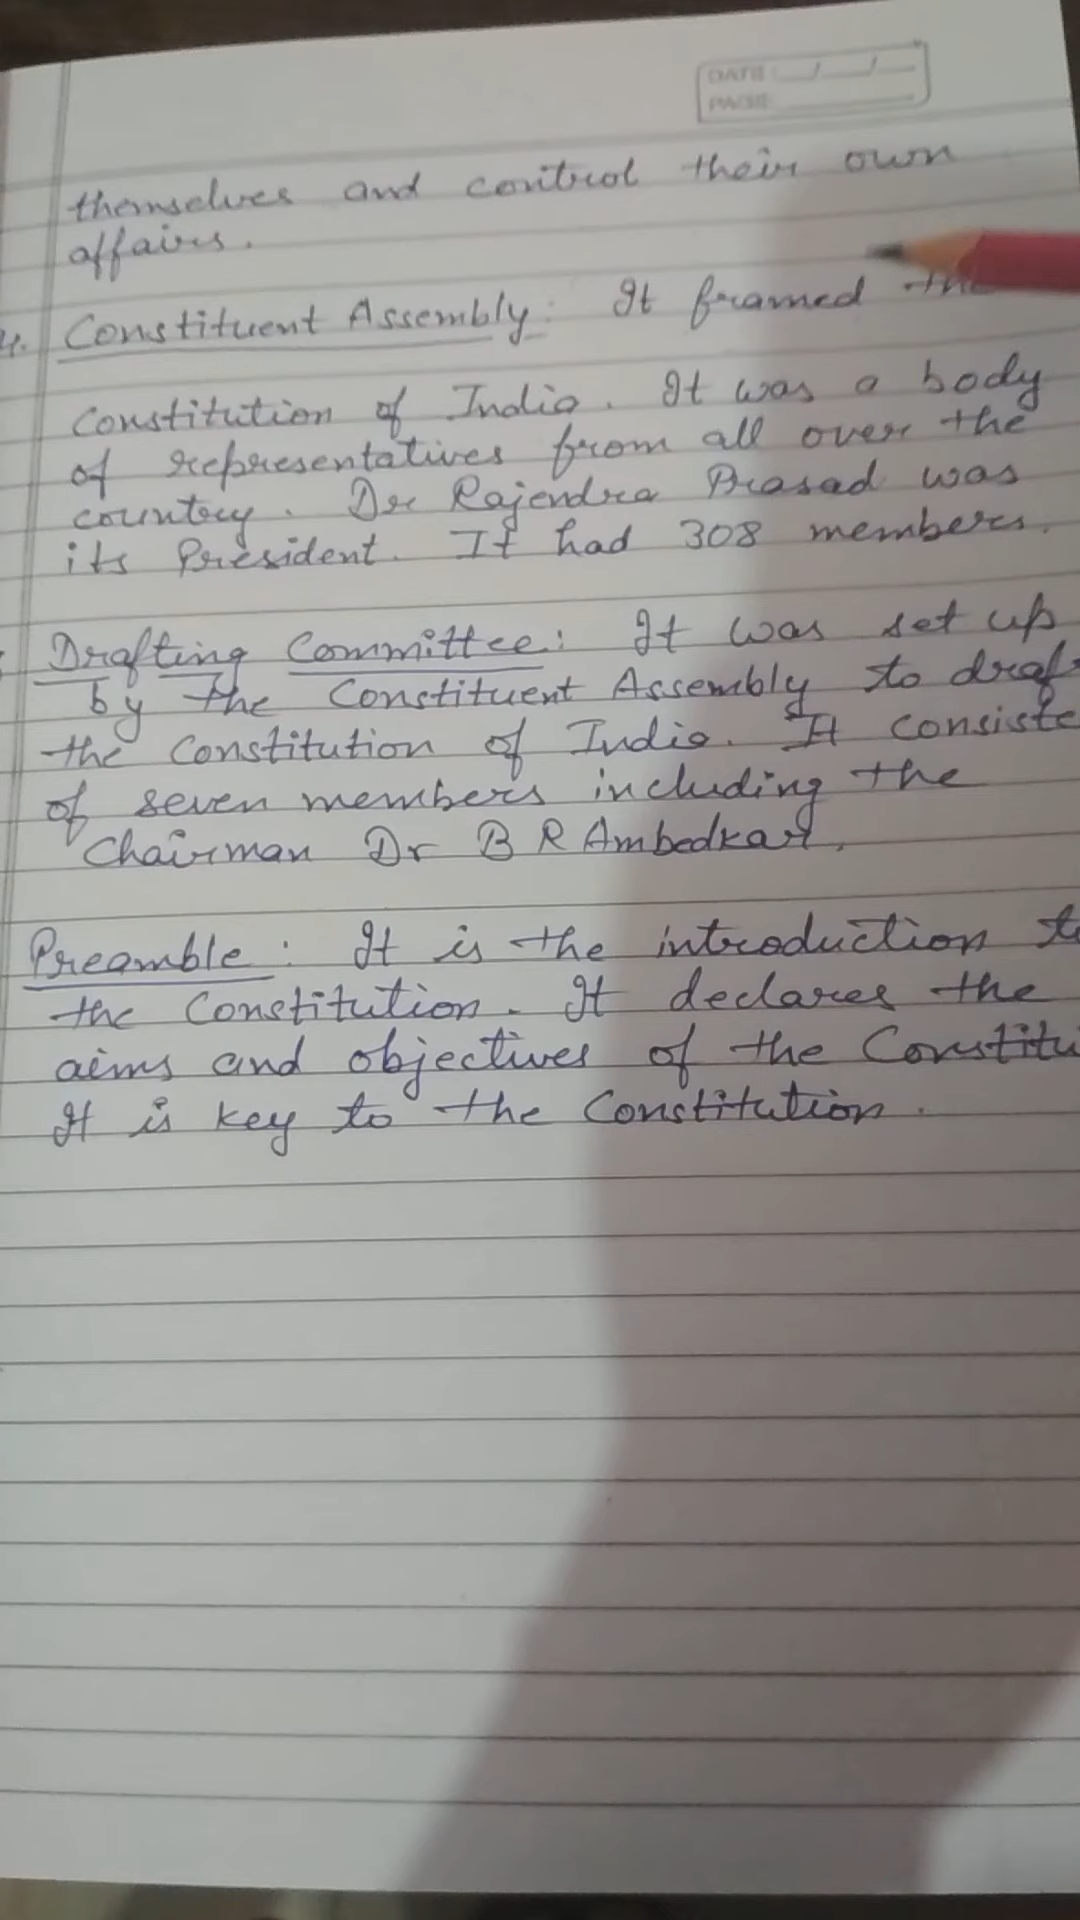 DATE: / /
PAGE:
themselves and control their own
affairs.
4. Constituent Assembly: It framed the
Constitution of India. It was a body
of representatives from all over the
country. Dr Rajendra Prasad was
its President. It had 308 members.
Drafting Committee: It was set up
by the Constituent Assembly to draf
the Constitution of India. It consiste
of seven members including the
Chairman Dr B R Ambedkar.
Preamble: It is the introduction to
the Constitution. It declares the
aims and objectives of the Constitu
It is key to the Constitution.